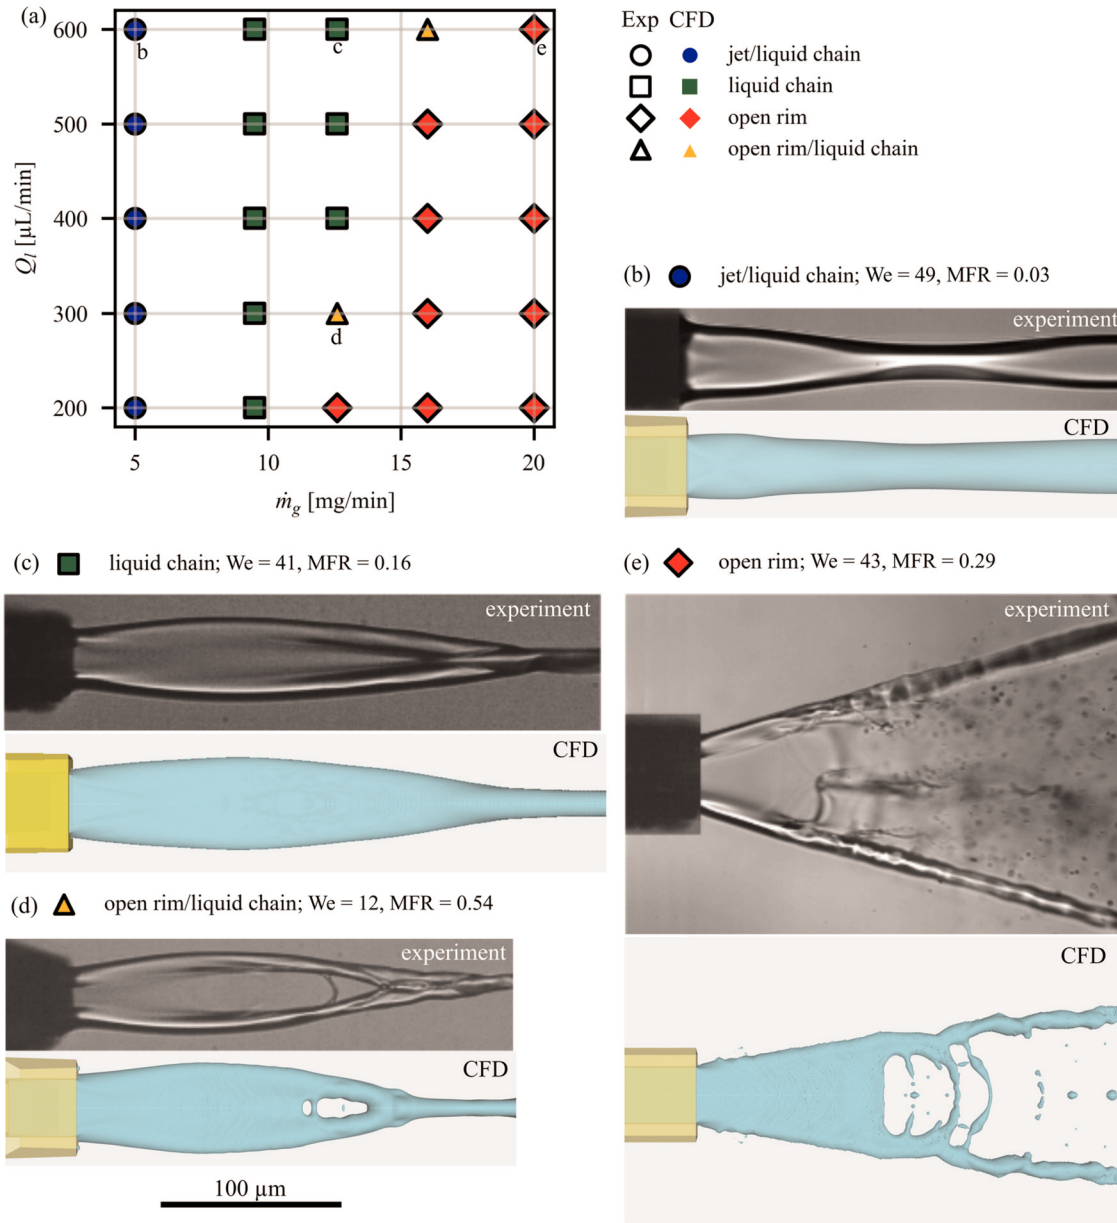 (a)
600
500
400
300
200
Q_l [µL/min]
b
c
e
d
5
10
15
20
ṁ_g [mg/min]
Exp CFD
jet/liquid chain
liquid chain
open rim
open rim/liquid chain
(b) jet/liquid chain; We = 49, MFR = 0.03
experiment
CFD
(c) liquid chain; We = 41, MFR = 0.16
experiment
CFD
(d) open rim/liquid chain; We = 12, MFR = 0.54
experiment
CFD
100 µm
(e) open rim; We = 43, MFR = 0.29
experiment
CFD